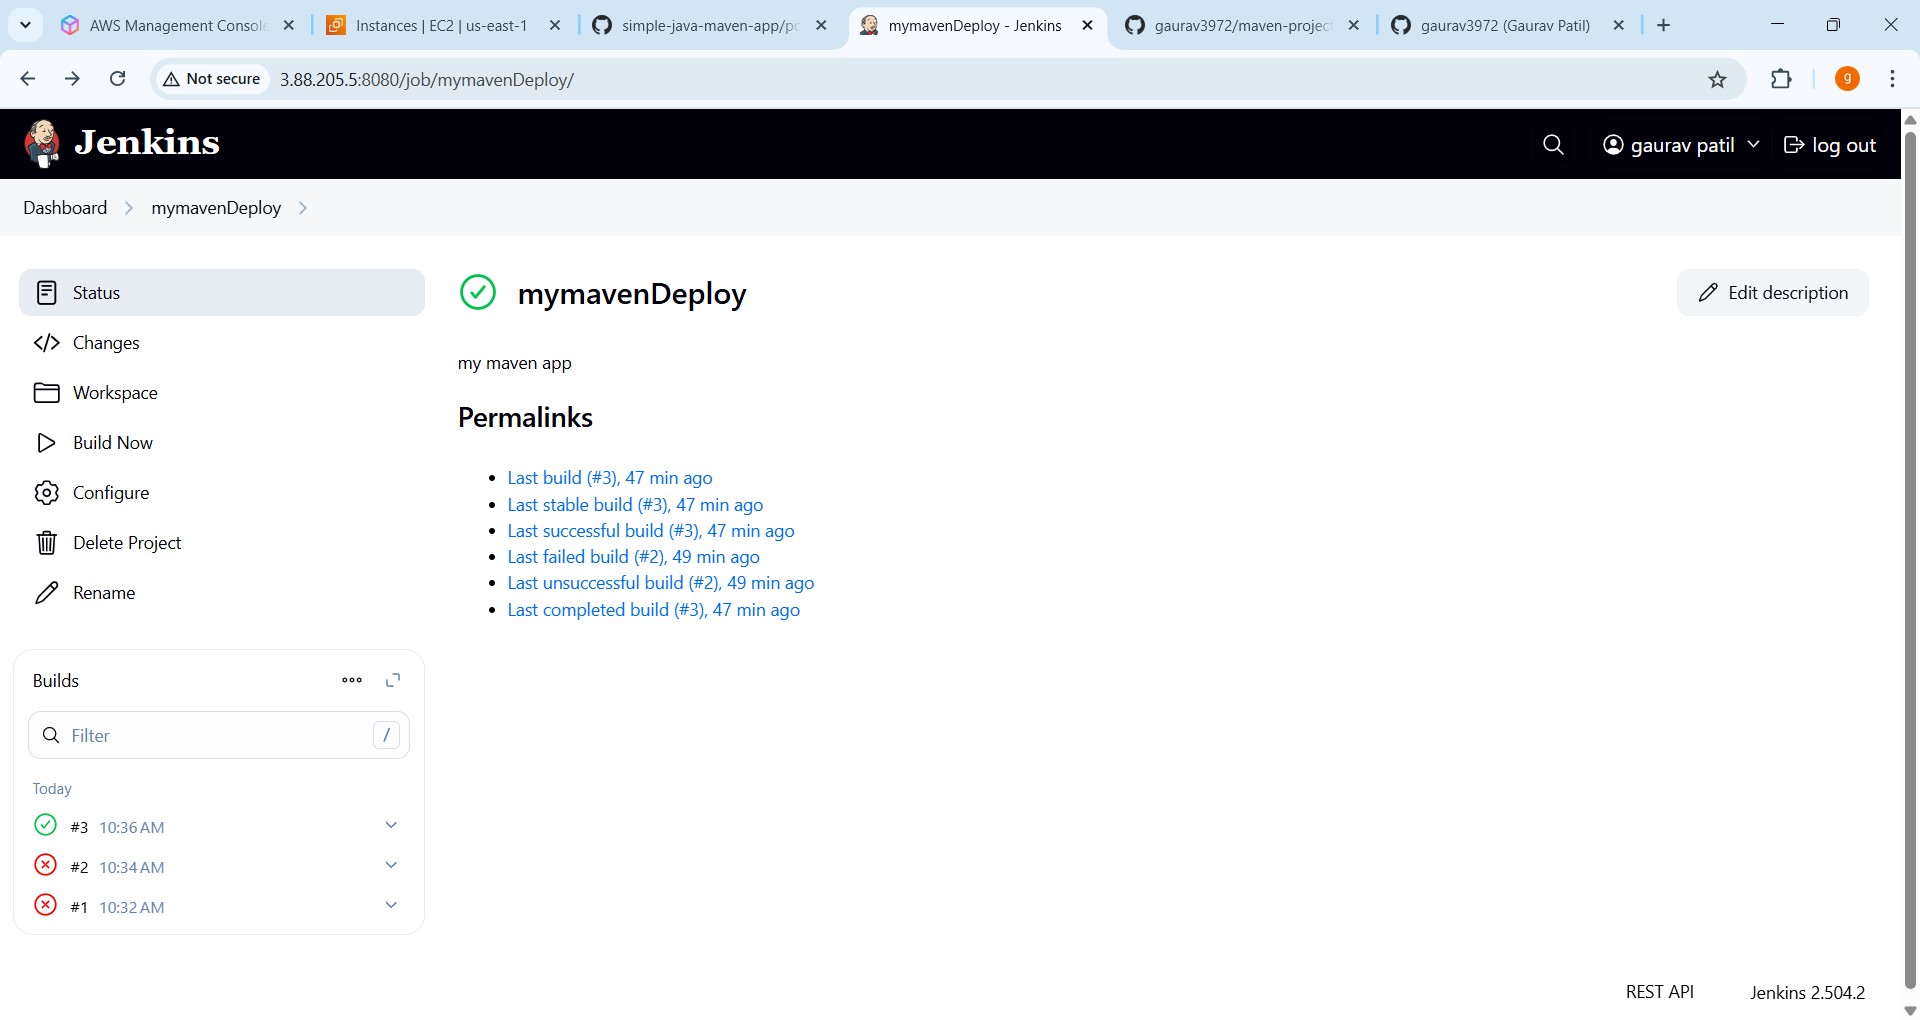 AWS Management Console
Instances | EC2 | us-east-1
simple-java-maven-app/po
mymavenDeploy - Jenkins
gaurav3972/maven-project
gaurav3972 (Gaurav Patil)
Not secure
3.88.205.5:8080/job/mymavenDeploy/
g
Jenkins
gaurav patil
log out
Dashboard
mymavenDeploy
Status
Changes
Workspace
Build Now
Configure
Delete Project
Rename
mymavenDeploy
Edit description
my maven app
Permalinks
Last build (#3), 47 min ago
Last stable build (#3), 47 min ago
Last successful build (#3), 47 min ago
Last failed build (#2), 49 min ago
Last unsuccessful build (#2), 49 min ago
Last completed build (#3), 47 min ago
Builds
Filter
/
Today
#3 10:36 AM
#2 10:34 AM
#1 10:32 AM
REST API
Jenkins 2.504.2